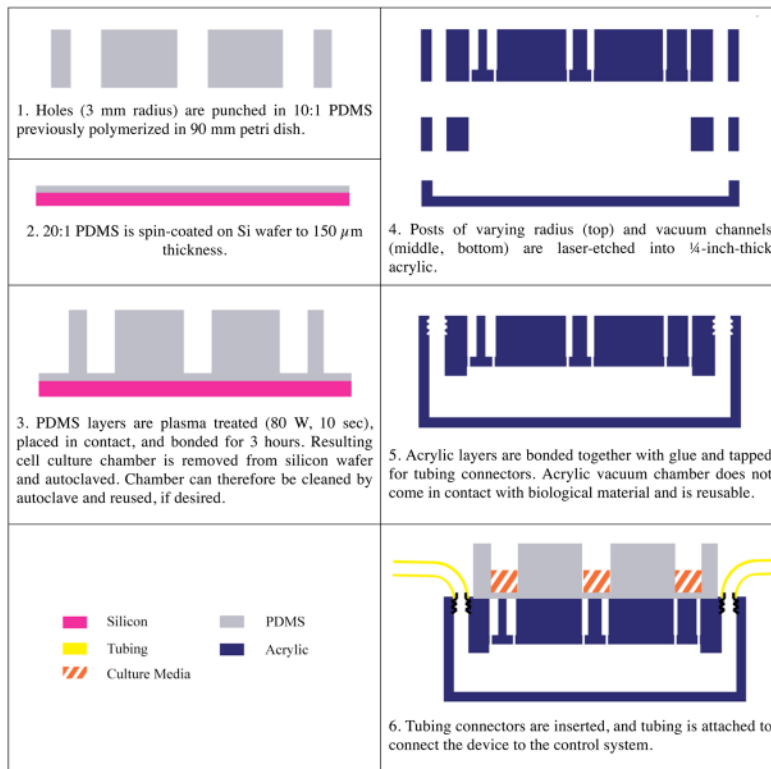 1. Holes (3 mm radius) are punched in 10:1 PDMS
previously polymerized in 90 mm petri dish.
2. 20:1 PDMS is spin-coated on Si wafer to 150 μm
thickness.
3. PDMS layers are plasma treated (80 W, 10 sec),
placed in contact, and bonded for 3 hours. Resulting
cell culture chamber is removed from silicon wafer
and autoclaved. Chamber can therefore be cleaned by
autoclave and reused, if desired.
Silicon
PDMS
Tubing
Acrylic
Culture Media
4. Posts of varying radius (top) and vacuum channels
(middle, bottom) are laser-etched into ¼-inch-thick
acrylic.
5. Acrylic layers are bonded together with glue and tapped
for tubing connectors. Acrylic vacuum chamber does not
come in contact with biological material and is reusable.
6. Tubing connectors are inserted, and tubing is attached to
connect the device to the control system.